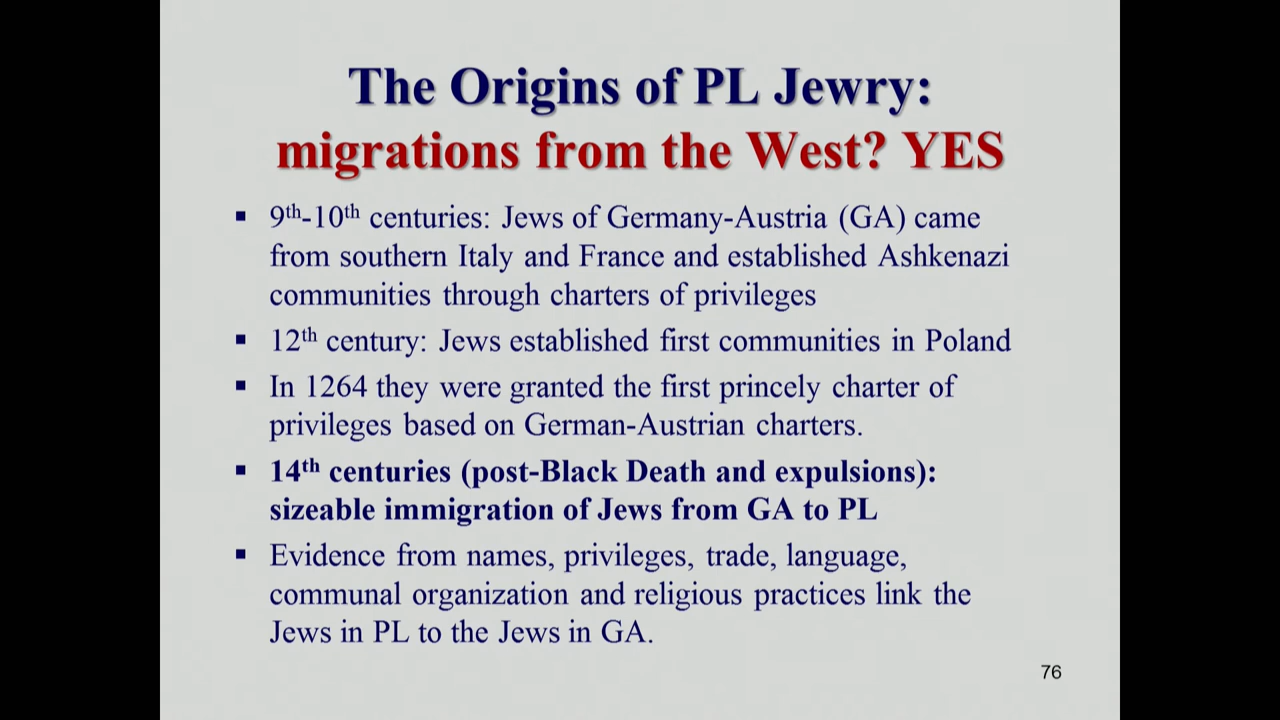 The Origins of PL Jewry:
migrations from the West? YES
▪ 9th-10th centuries: Jews of Germany-Austria (GA) came
from southern Italy and France and established Ashkenazi
communities through charters of privileges
▪ 12th century: Jews established first communities in Poland
▪ In 1264 they were granted the first princely charter of
privileges based on German-Austrian charters.
▪ 14th centuries (post-Black Death and expulsions):
sizeable immigration of Jews from GA to PL
▪ Evidence from names, privileges, trade, language,
communal organization and religious practices link the
Jews in PL to the Jews in GA.
76